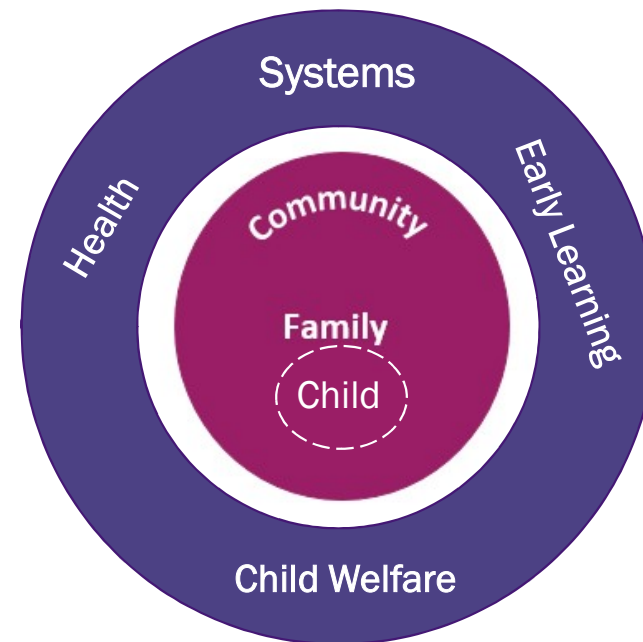 Systems
Health
Early Learning
Community
Family
Child
Child Welfare